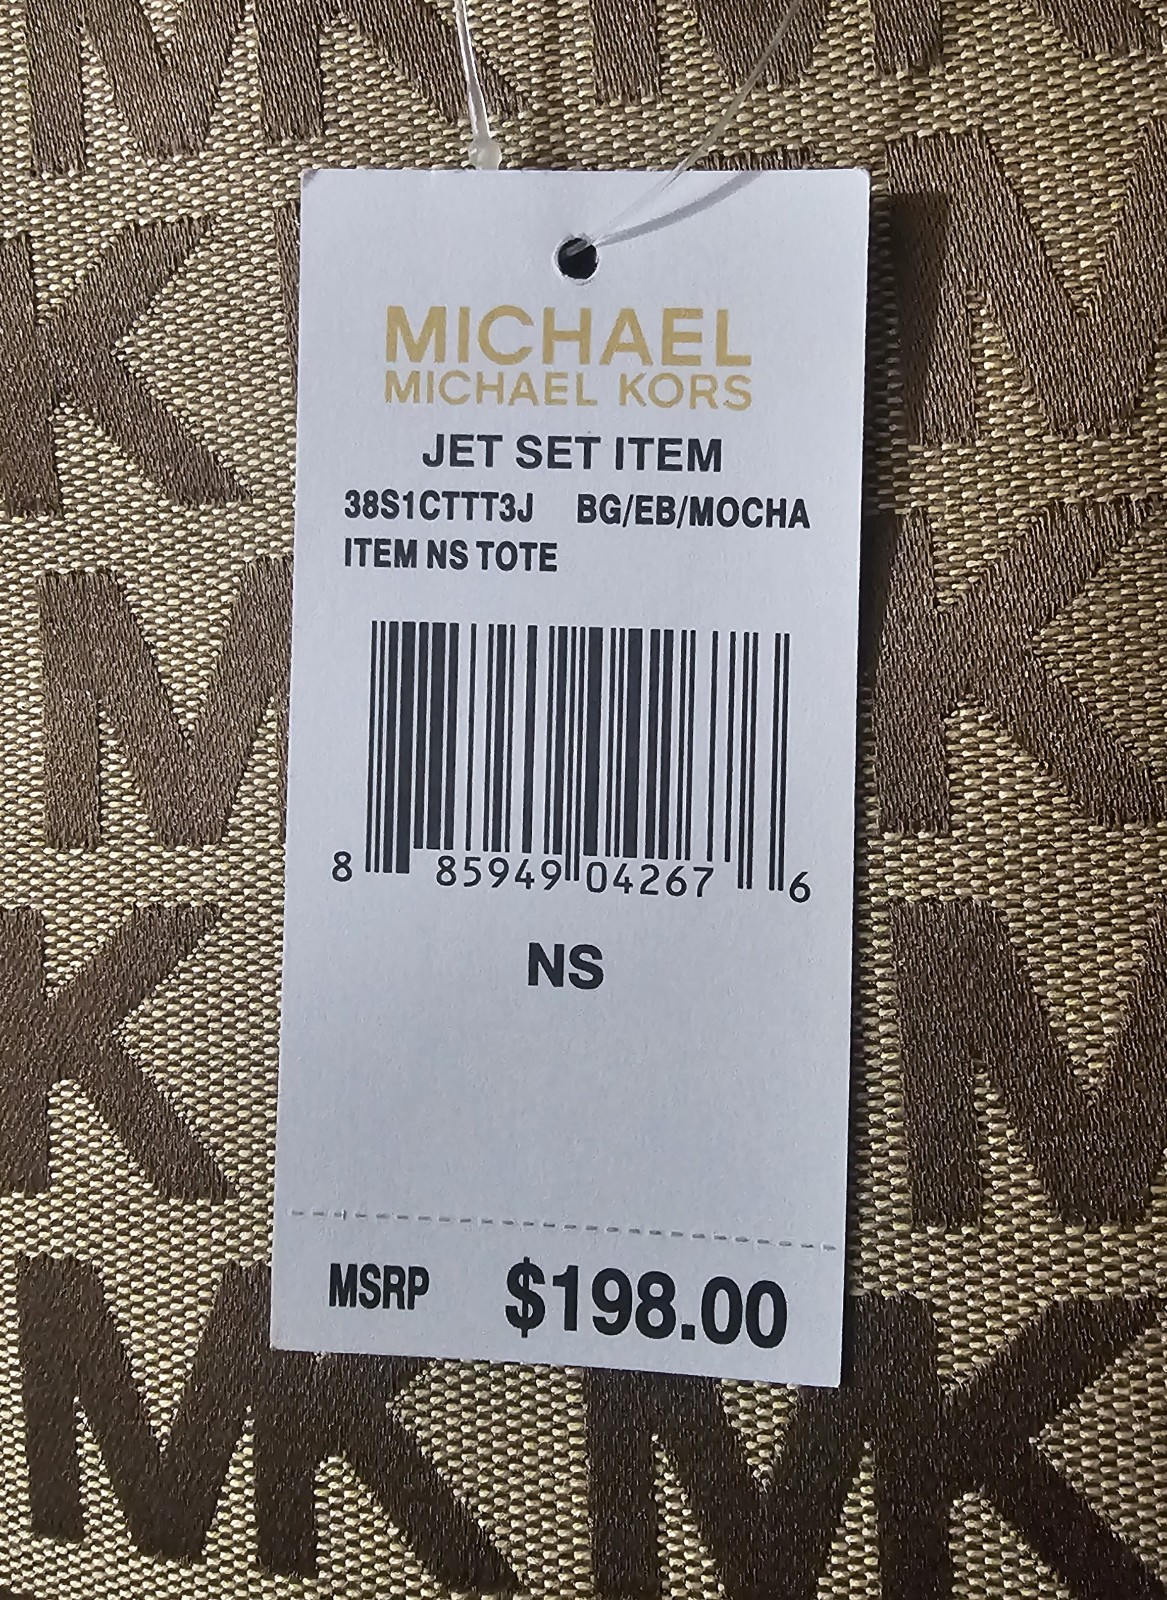 MICHAEL
MICHAEL KORS
JET SET ITEM
38S1CTTT3J BG/EB/MOCHA
ITEM NS TOTE
8 85949 04267 6
NS
MSRP $198.00